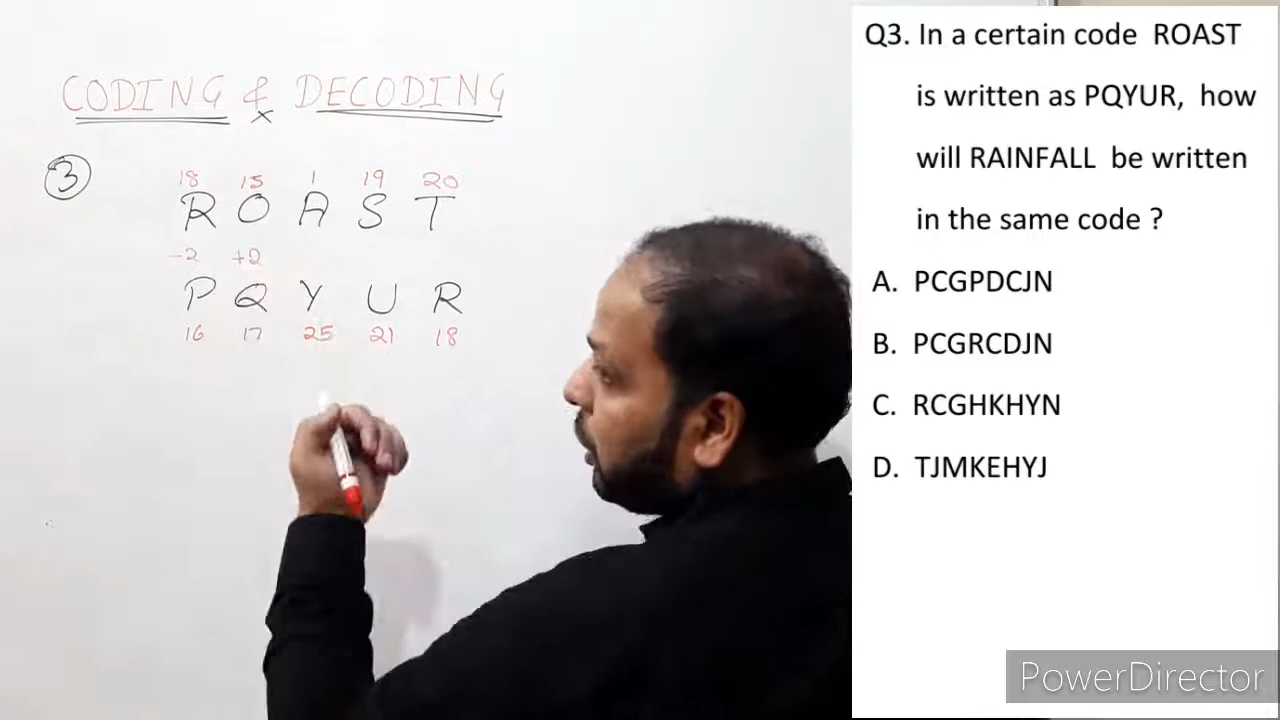 CODING & DECODING
3
18 15 1 19 20
R O A S T
-2 +2
P Q Y U R
16 17 25 21 18
Q3. In a certain code ROAST
is written as PQYUR, how
will RAINFALL be written
in the same code ?
A. PCGPDCJN
B. PCGRCDJN
C. RCGHKHYN
D. TJMKEHYJ
PowerDirector